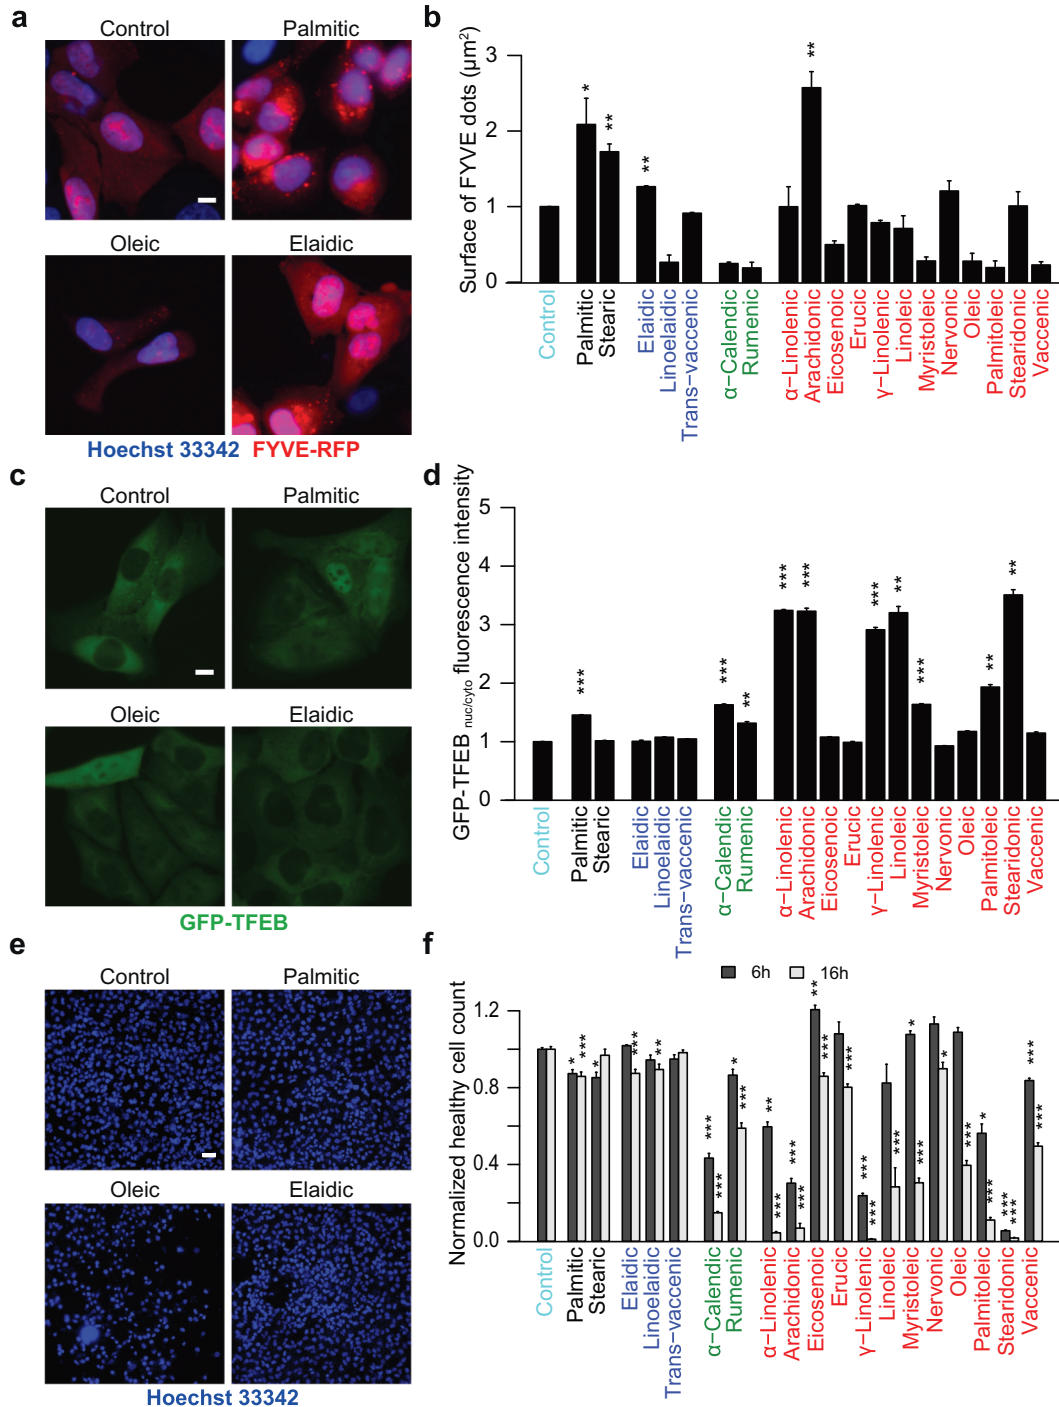 a
Control
Palmitic
Oleic
Elaidic
Hoechst 33342 FYVE-RFP
b
Surface of FYVE dots (µm²)
3
2
1
0
*
**
**
**
Control
Palmitic
Stearic
Elaidic
Linoelaidic
Trans−vaccenic
α−Calendic
Rumenic
α−Linolenic
Arachidonic
Eicosenoic
Erucic
γ−Linolenic
Linoleic
Myristoleic
Nervonic
Oleic
Palmitoleic
Stearidonic
Vaccenic
c
Control
Palmitic
Oleic
Elaidic
GFP-TFEB
d
GFP-TFEB nuc/cyto fluorescence intensity
5
4
3
2
1
0
***
***
**
***
***
***
**
***
**
**
Control
Palmitic
Stearic
Elaidic
Linoelaidic
Trans−vaccenic
α−Calendic
Rumenic
α−Linolenic
Arachidonic
Eicosenoic
Erucic
γ−Linolenic
Linoleic
Myristoleic
Nervonic
Oleic
Palmitoleic
Stearidonic
Vaccenic
e
Control
Palmitic
Oleic
Elaidic
Hoechst 33342
f
6h 16h
Normalized healthy cell count
1.2
0.8
0.4
0.0
*
***
*
***
**
***
***
*
***
**
***
***
***
**
***
***
***
***
***
*
***
*
***
*
***
***
***
***
***
Control
Palmitic
Stearic
Elaidic
Linoelaidic
Trans−vaccenic
α−Calendic
Rumenic
α−Linolenic
Arachidonic
Eicosenoic
Erucic
γ−Linolenic
Linoleic
Myristoleic
Nervonic
Oleic
Palmitoleic
Stearidonic
Vaccenic